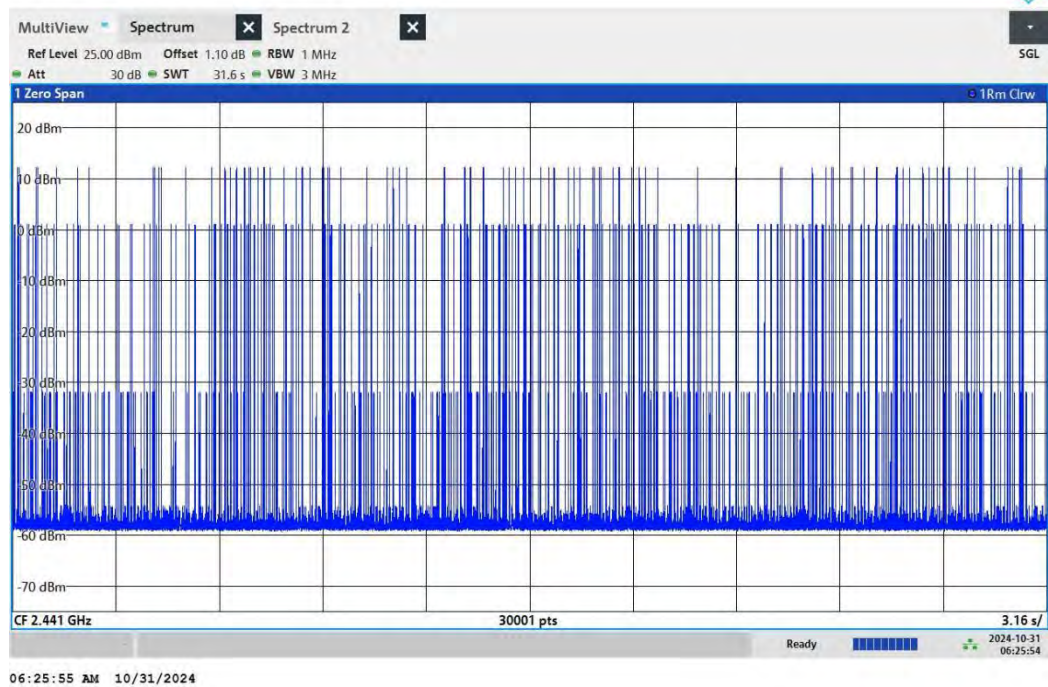 MultiView Spectrum X Spectrum 2 X
Ref Level 25.00 dBm Offset 1.10 dB RBW 1 MHz SGL
Att 30 dB SWT 31.6 s VBW 3 MHz
1 Zero Span 1Rm Clrw
20 dBm
10 dBm
0 dBm
-10 dBm
-20 dBm
-30 dBm
-40 dBm
-50 dBm
-60 dBm
-70 dBm
CF 2.441 GHz 30001 pts 3.16 s/
Ready 2024-10-31
06:25:54
06:25:55 AM 10/31/2024